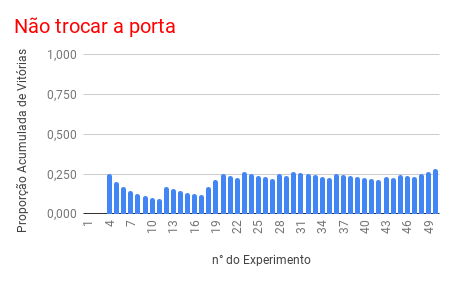 Não trocar a porta
Proporção Acumulada de Vitórias
1,000
0,750
0,500
0,250
0,000
1 4 7 10 13 16 19 22 25 28 31 34 37 40 43 46 49
n° do Experimento